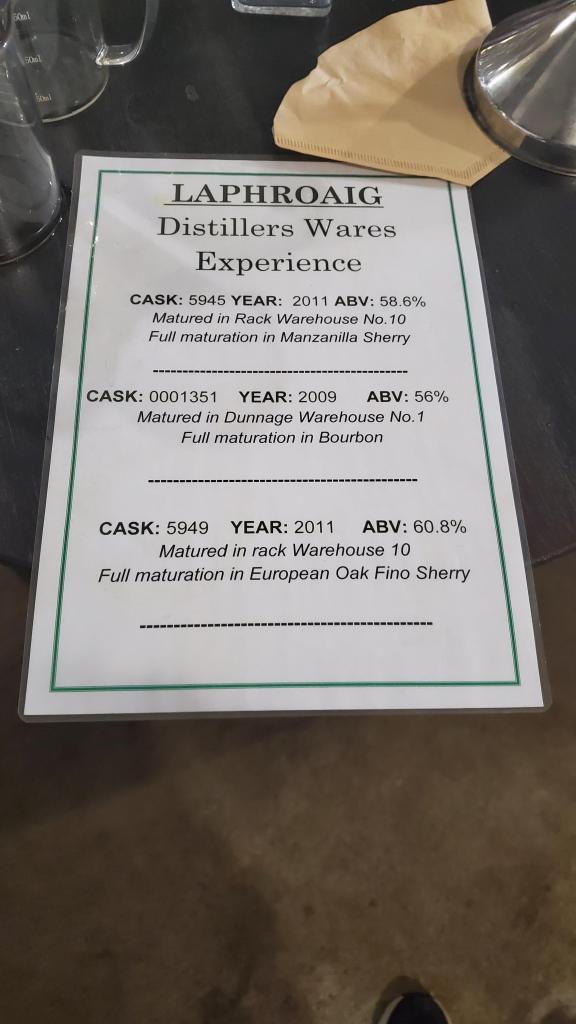 50ml
50ml
50ml
LAPHROAIG
Distillers Wares
Experience
CASK: 5945 YEAR: 2011 ABV: 58.6%
Matured in Rack Warehouse No.10
Full maturation in Manzanilla Sherry
---------------------------------------------
CASK: 0001351 YEAR: 2009 ABV: 56%
Matured in Dunnage Warehouse No.1
Full maturation in Bourbon
---------------------------------------------
CASK: 5949 YEAR: 2011 ABV: 60.8%
Matured in rack Warehouse 10
Full maturation in European Oak Fino Sherry
---------------------------------------------